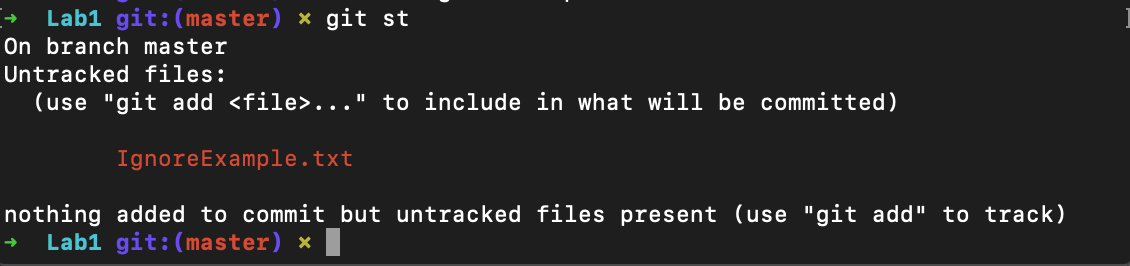 → Lab1 git:(master) × git st
On branch master
Untracked files:
(use "git add <file>..." to include in what will be committed)
IgnoreExample.txt
nothing added to commit but untracked files present (use "git add" to track)
→ Lab1 git:(master) ×